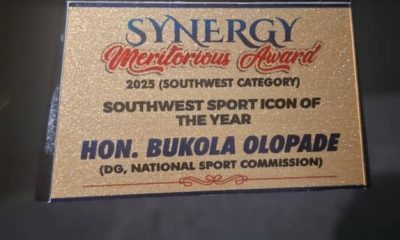 SYNERGY
Meritorious Award
2025 (SOUTHWEST CATEGORY)
SOUTHWEST SPORT ICON OF
THE YEAR
HON. BUKOLA OLOPADE
(DG, NATIONAL SPORT COMMISSION)